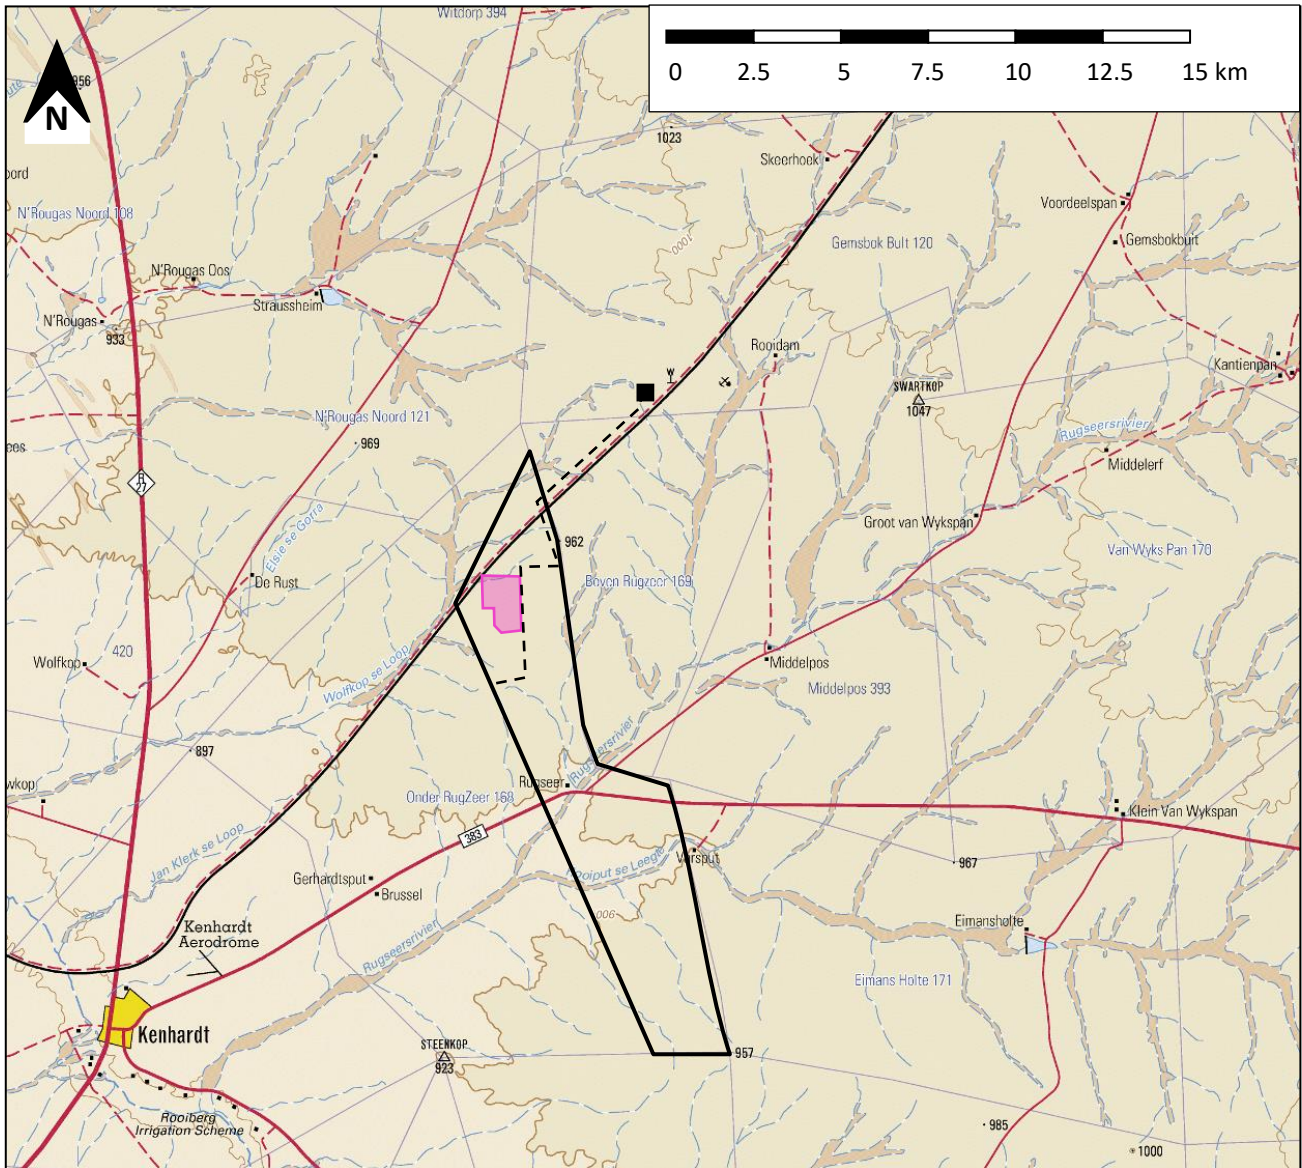 Witdorp 394
0 2.5 5 7.5 10 12.5 15 km
956
N
1023
Skeerhoek
Voordeelspan
N'Rougas Noord 108
Gemsbok Bult 120
Gemsbokbult
1000
N'Rougas Oos
Straussheim
N'Rougas
933
Rooidam
Kantienpan
SWARTKOP
1047
N'Rougas Noord 121
969
Rugseersrivier
Middelerf
R
27
Groot van Wykspan
Elsie se Gorra
962
Van Wyks Pan 170
De Rust
Boven Rugzeer 169
420
Wolfkop
Wolfkop se Loop
Middelpos
Middelpos 393
Rugseersrivier
897
Rugseer
Onder RugZeer 168
Klein Van Wykspan
383
Jan Klerk se Loop
Varsput
967
Gerhardtsput
Brussel
900
Eimansholte
Kenhardt
Aerodrome
Rugseersrivier
Eimans Holte 171
Kenhardt
STEENKOP
923
957
Rooiberg
Irrigation Scheme
985
1000